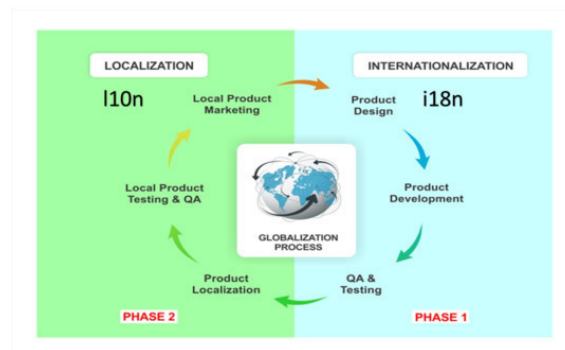 LOCALIZATION
l10n
Local Product
Marketing
Local Product
Testing & QA
Product
Localization
PHASE 2
GLOBALIZATION
PROCESS
INTERNATIONALIZATION
i18n
Product
Design
Product
Development
QA &
Testing
PHASE 1